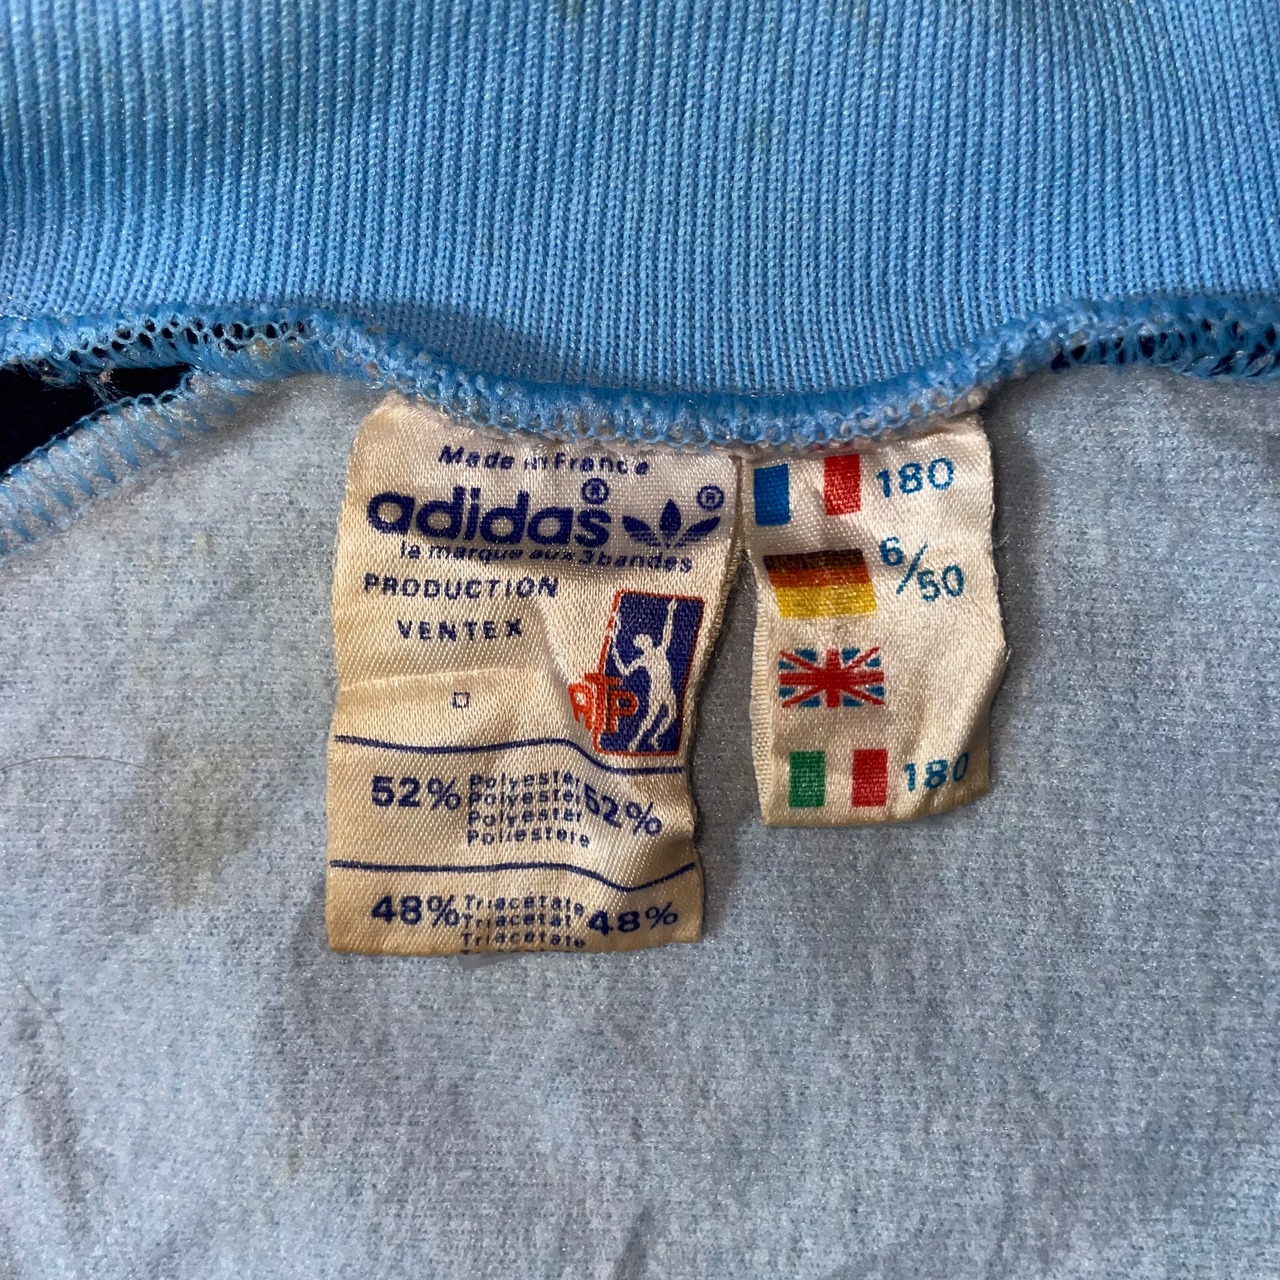 Made in France
adidas®
®
la marque aux 3 bandes
PRODUCTION
VENTEX
ATP
52% Polyester 52%
Polyester
Polyester
Poliestere
48% Triacetate 48%
Triacetat
Triacetate
180
6/50
180